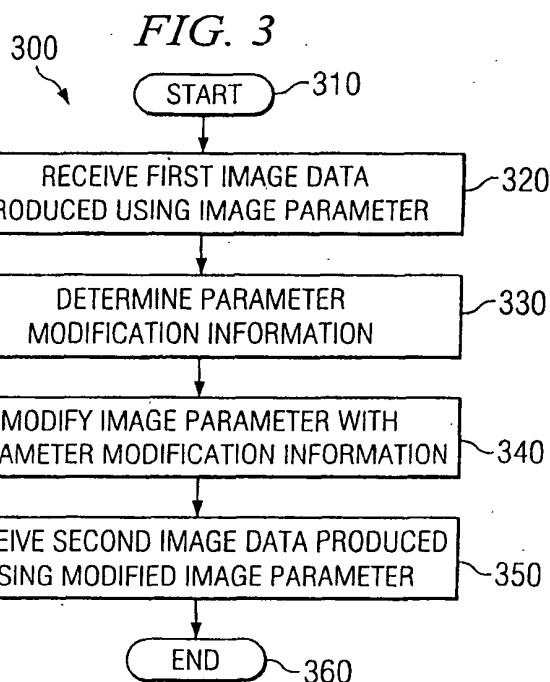 FIG. 3
300
START
310
RECEIVE FIRST IMAGE DATA
RODUCED USING IMAGE PARAMETER
320
DETERMINE PARAMETER
MODIFICATION INFORMATION
330
MODIFY IMAGE PARAMETER WITH
AMETER MODIFICATION INFORMATION
340
EIVE SECOND IMAGE DATA PRODUCED
SING MODIFIED IMAGE PARAMETER
350
END
360